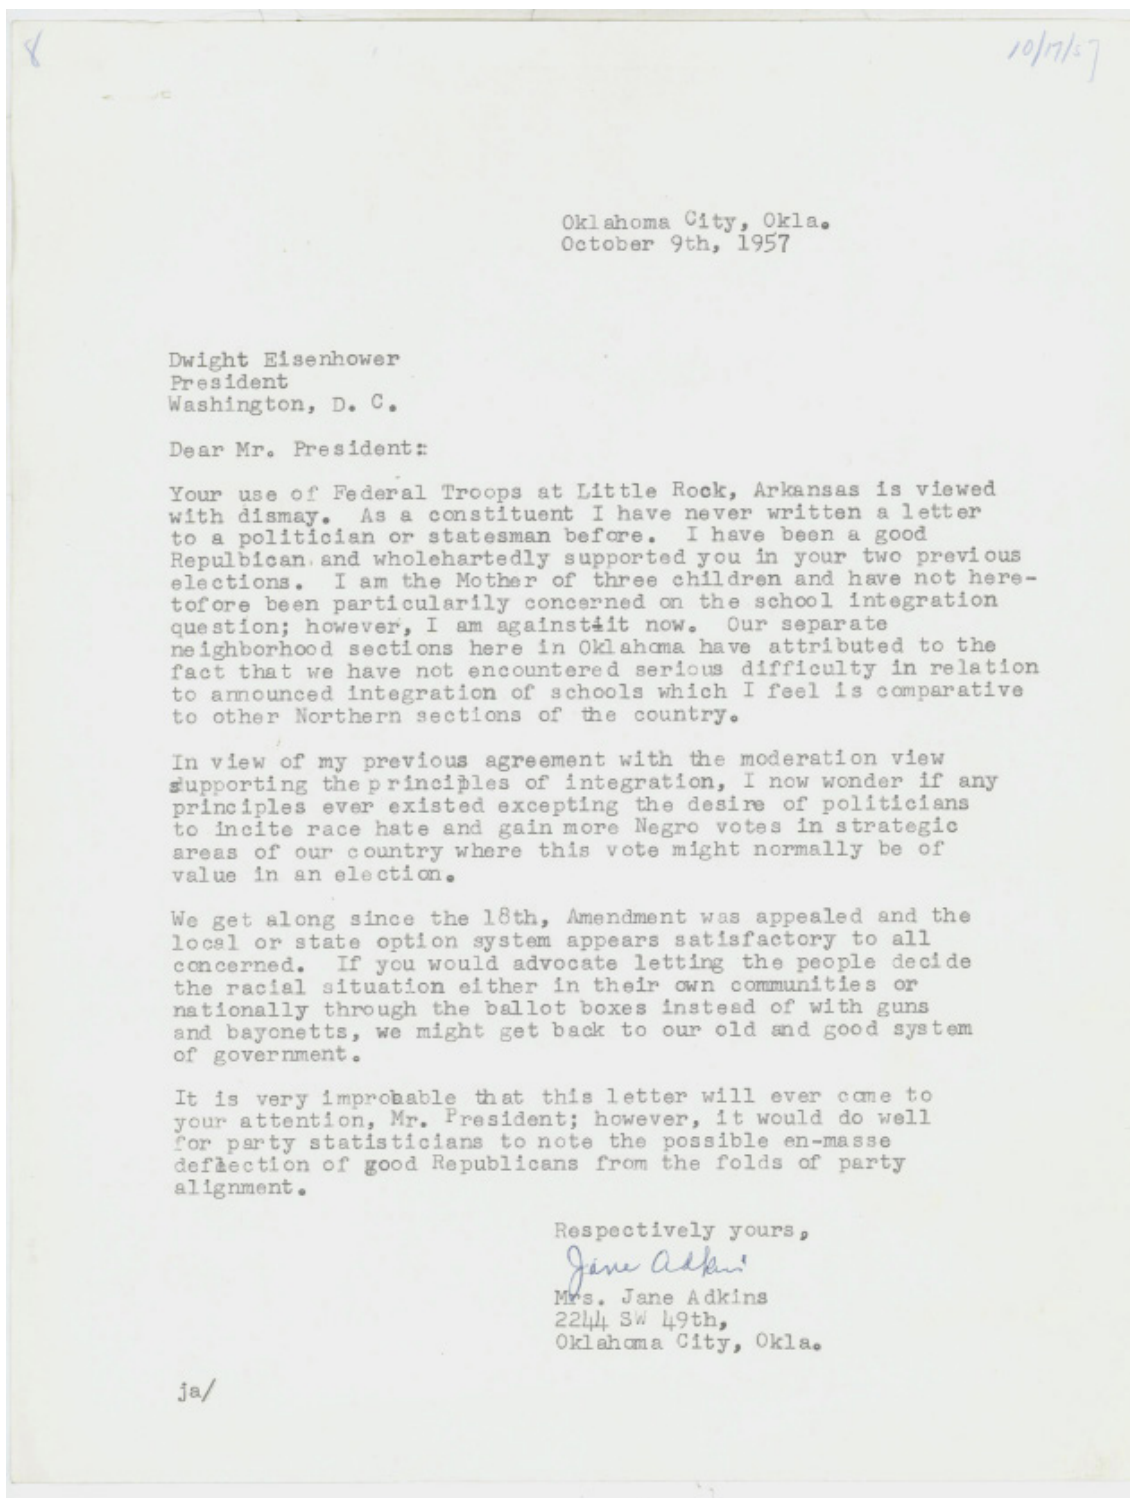 8
10/17/57
Oklahoma City, Okla.
October 9th, 1957
Dwight Eisenhower
President
Washington, D. C.
Dear Mr. President:
Your use of Federal Troops at Little Rock, Arkansas is viewed
with dismay. As a constituent I have never written a letter
to a politician or statesman before. I have been a good
Repulbican and wholehartedly supported you in your two previous
elections. I am the Mother of three children and have not here-
tofore been particularily concerned on the school integration
question; however, I am against it now. Our separate
neighborhood sections here in Oklahoma have attributed to the
fact that we have not encountered serious difficulty in relation
to announced integration of schools which I feel is comparative
to other Northern sections of the country.
In view of my previous agreement with the moderation view
supporting the principles of integration, I now wonder if any
principles ever existed excepting the desire of politicians
to incite race hate and gain more Negro votes in strategic
areas of our country where this vote might normally be of
value in an election.
We get along since the 18th, Amendment was appealed and the
local or state option system appears satisfactory to all
concerned. If you would advocate letting the people decide
the racial situation either in their own communities or
nationally through the ballot boxes instead of with guns
and bayonetts, we might get back to our old and good system
of government.
It is very improbable that this letter will ever come to
your attention, Mr. President; however, it would do well
for party statisticians to note the possible en-masse
deflection of good Republicans from the folds of party
alignment.
Respectively yours,
Jane Adkins
Mrs. Jane Adkins
2244 SW 49th,
Oklahoma City, Okla.
ja/